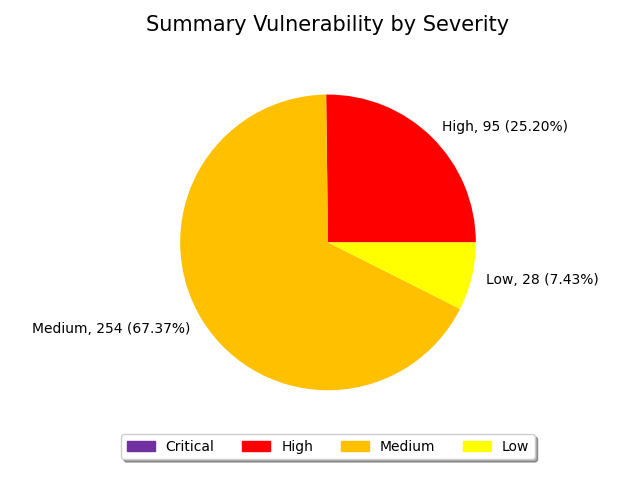 Summary Vulnerability by Severity
High, 95 (25.20%)
Low, 28 (7.43%)
Medium, 254 (67.37%)
Critical High Medium Low